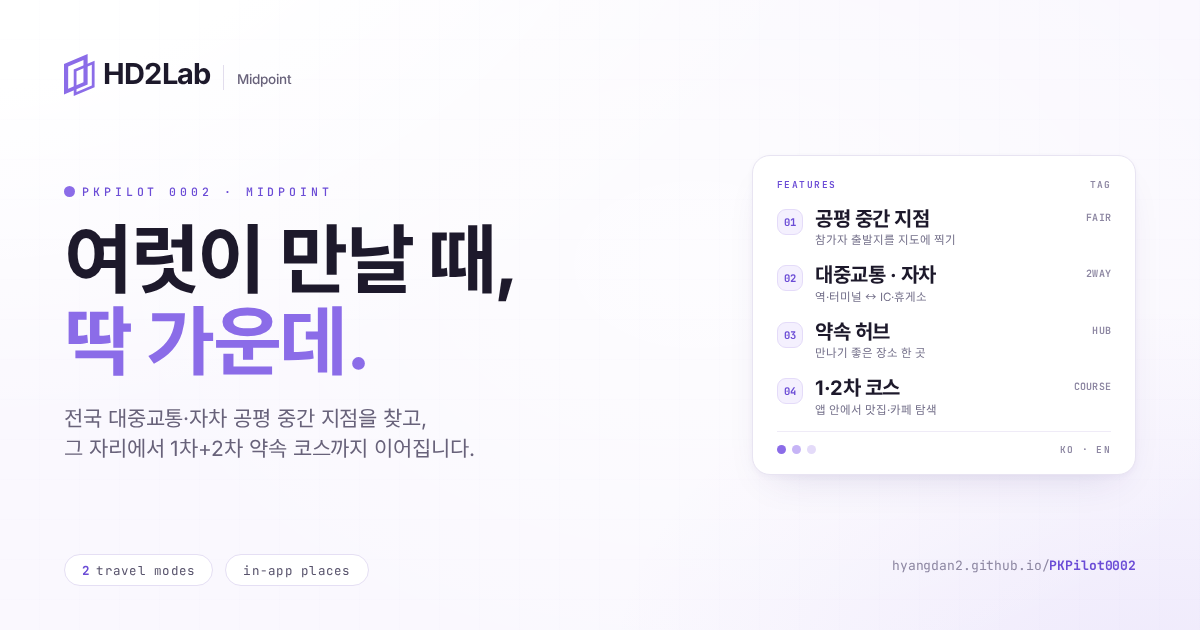 HD2Lab
Midpoint
PKPILOT 0002 · MIDPOINT
여럿이 만날 때,
딱 가운데.
전국 대중교통·자차 공평 중간 지점을 찾고,
그 자리에서 1차+2차 약속 코스까지 이어집니다.
2 travel modes
in-app places
FEATURES
TAG
01
공평 중간 지점
FAIR
참가자 출발지를 지도에 찍기
02
대중교통 · 자차
2WAY
역·터미널 ↔ IC·휴게소
03
약속 허브
HUB
만나기 좋은 장소 한 곳
04
1·2차 코스
COURSE
앱 안에서 맛집·카페 탐색
KO · EN
hyangdan2.github.io/PKPilot0002